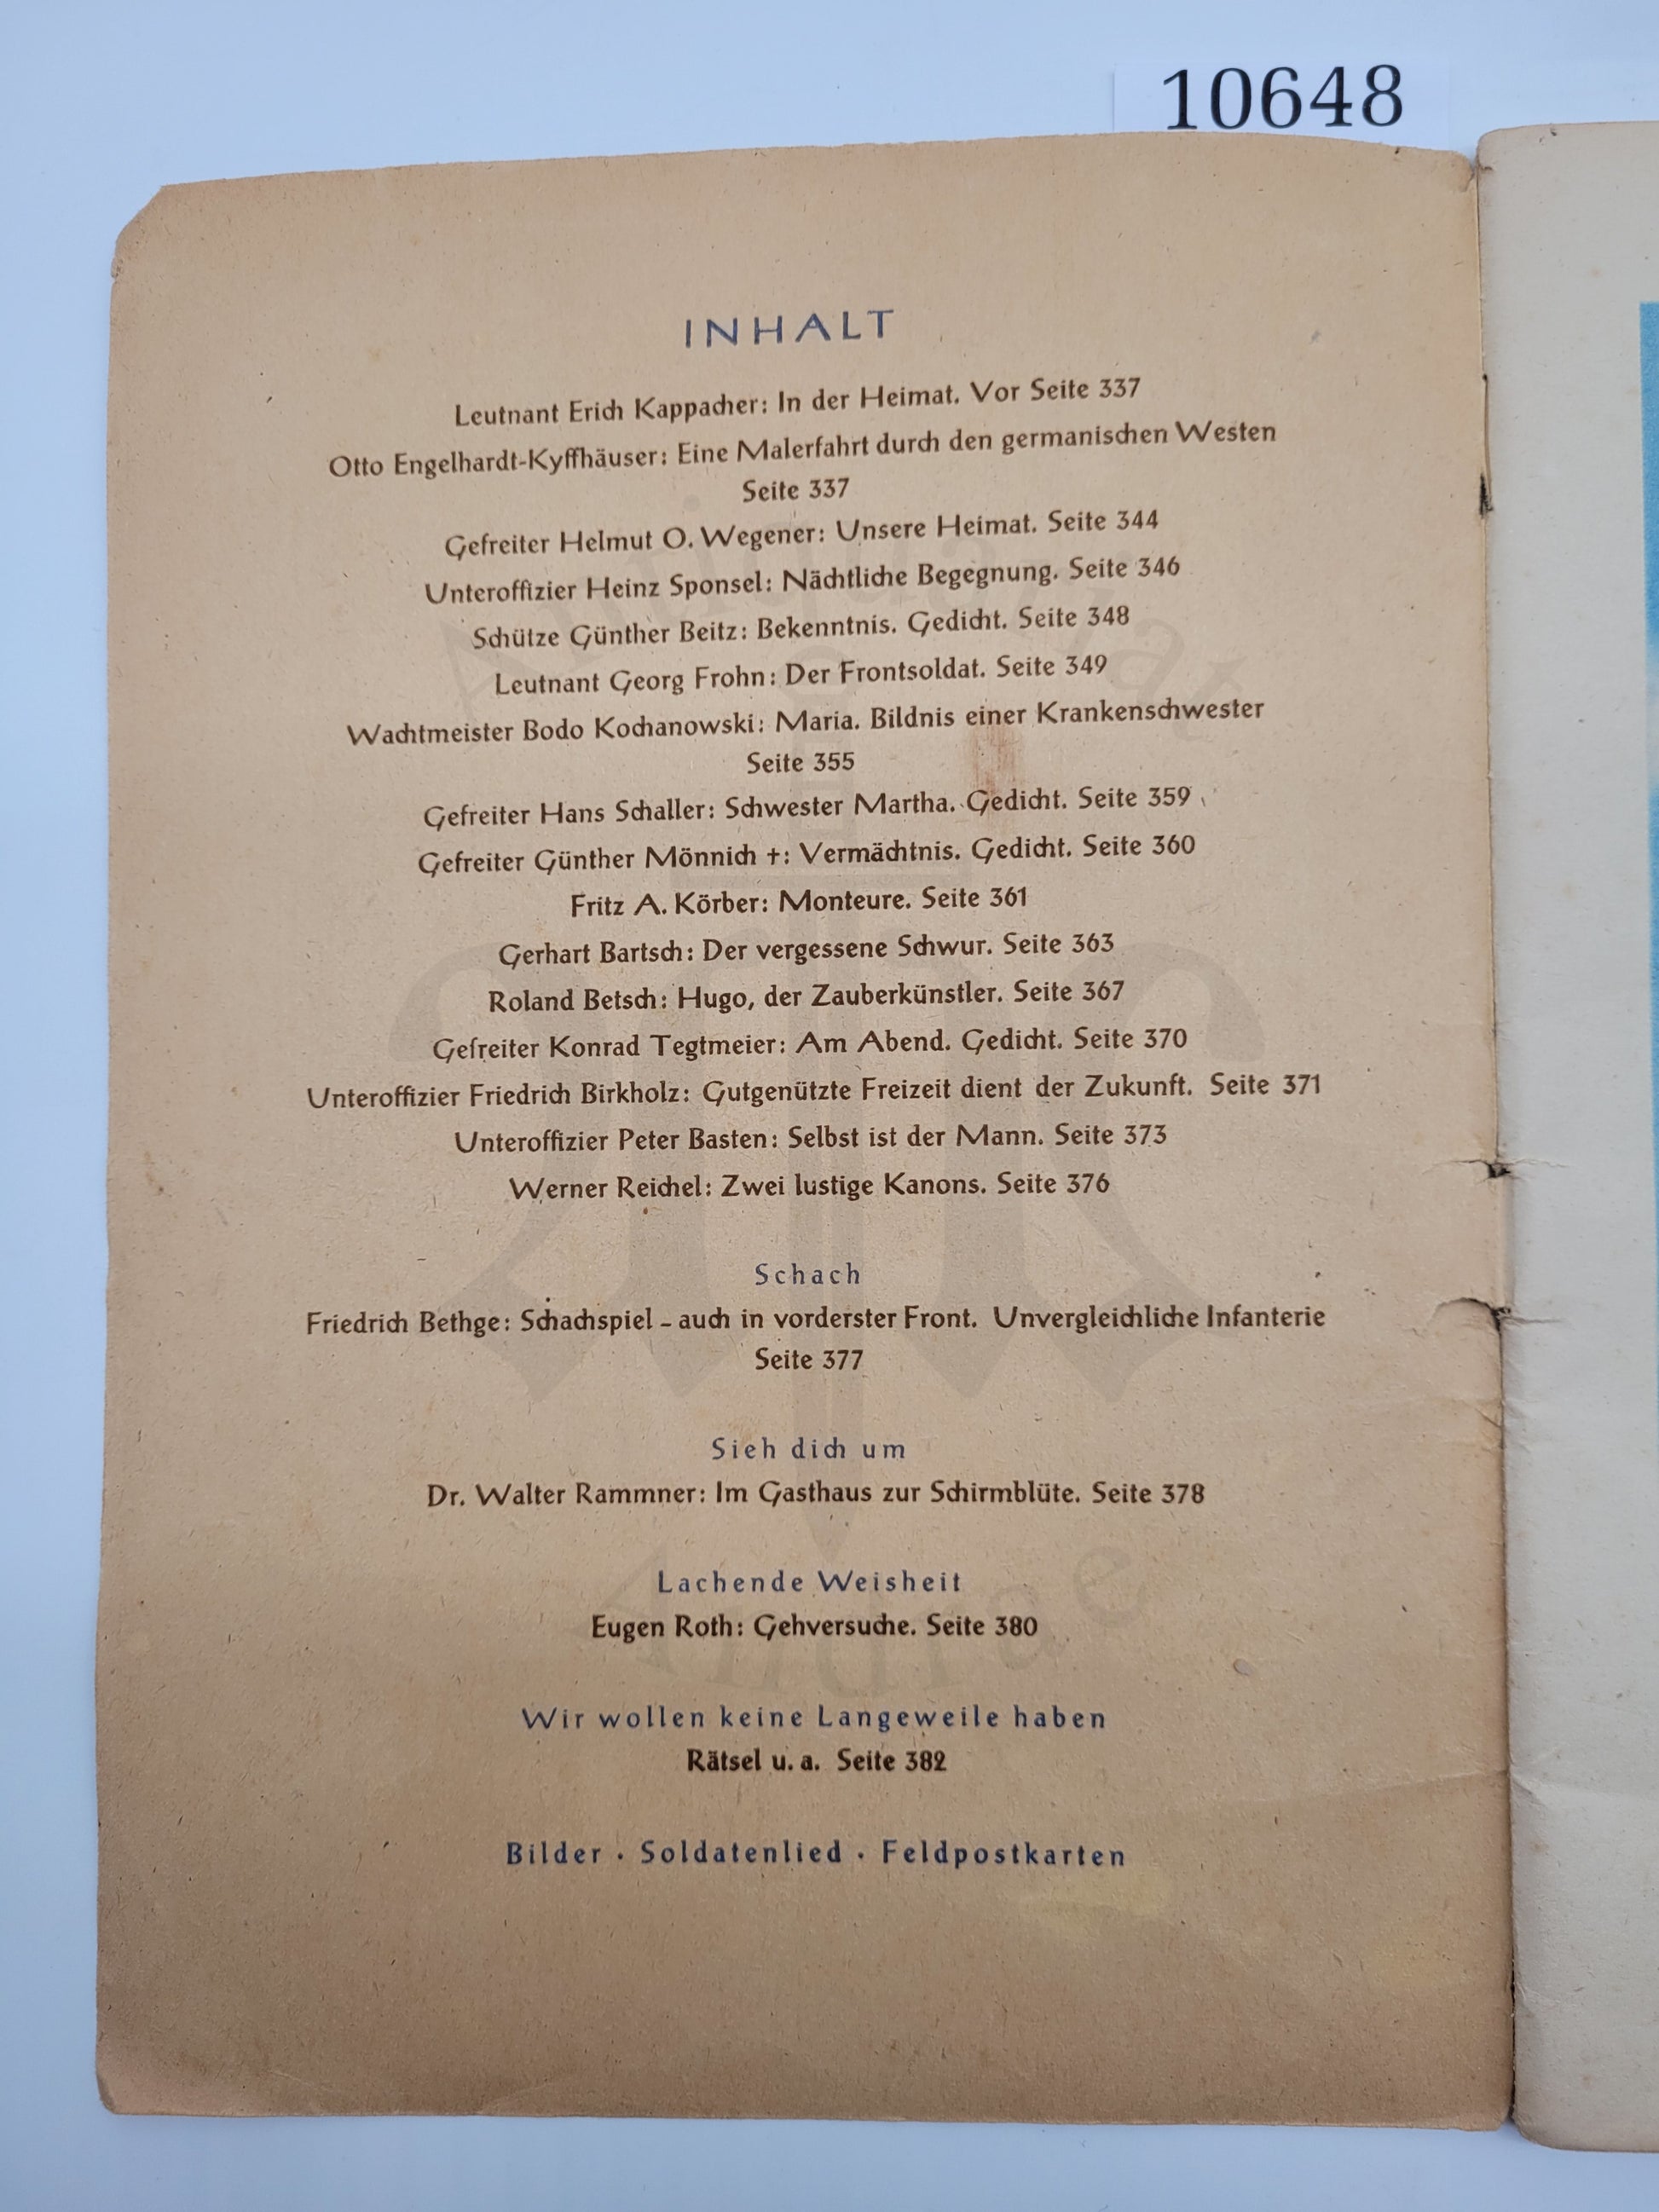 10648
INHALT
Leutnant Erich Kappacher: In der Heimat. Vor Seite 337
Otto Engelhardt-Kyffhäuser: Eine Malerfahrt durch den germanischen Westen
Seite 337
Gefreiter Helmut O. Wegener: Unsere Heimat. Seite 344
Unteroffizier Heinz Sponsel: Nächtliche Begegnung. Seite 346
Schütze Günther Beitz: Bekenntnis. Gedicht. Seite 348
Leutnant Georg Frohn: Der Frontsoldat. Seite 349
Wachtmeister Bodo Kochanowski: Maria. Bildnis einer Krankenschwester
Seite 355
Gefreiter Hans Schaller: Schwester Martha. Gedicht. Seite 359
Gefreiter Günther Mönnich †: Vermächtnis. Gedicht. Seite 360
Fritz A. Körber: Monteure. Seite 361
Gerhart Bartsch: Der vergessene Schwur. Seite 363
Roland Betsch: Hugo, der Zauberkünstler. Seite 367
Gefreiter Konrad Tegtmeier: Am Abend. Gedicht. Seite 370
Unteroffizier Friedrich Birkholz: Gutgenützte Freizeit dient der Zukunft. Seite 371
Unteroffizier Peter Basten: Selbst ist der Mann. Seite 373
Werner Reichel: Zwei lustige Kanons. Seite 376
Schach
Friedrich Bethge: Schachspiel – auch in vorderster Front. Unvergleichliche Infanterie
Seite 377
Sieh dich um
Dr. Walter Rammner: Im Gasthaus zur Schirmblüte. Seite 378
Lachende Weisheit
Eugen Roth: Gehversuche. Seite 380
Wir wollen keine Langeweile haben
Rätsel u. a. Seite 382
Bilder · Soldatenlied · Feldpostkarten
Andrae